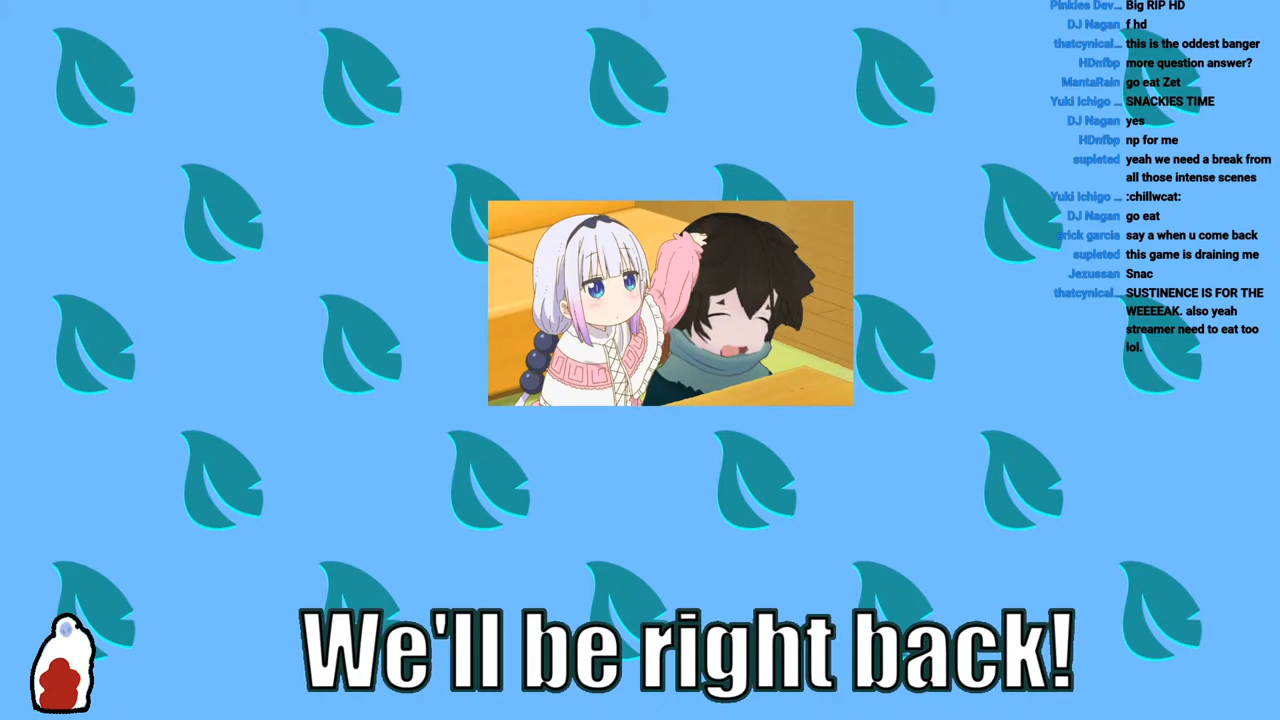 Pinkies Dev... Big RIP HD
DJ Nagan f hd
thatcynical... this is the oddest banger
HDnfbp more question answer?
MantaRain go eat Zet
Yuki Ichigo ... SNACKIES TIME
DJ Nagan yes
HDnfbp np for me
supleted yeah we need a break from
all those intense scenes
Yuki Ichigo ... :chillwcat:
DJ Nagan go eat
erick garcia say a when u come back
supleted this game is draining me
Jezussan Snac
thatcynical... SUSTINENCE IS FOR THE
WEEEEAK. also yeah
streamer need to eat too
lol.
We'll be right back!